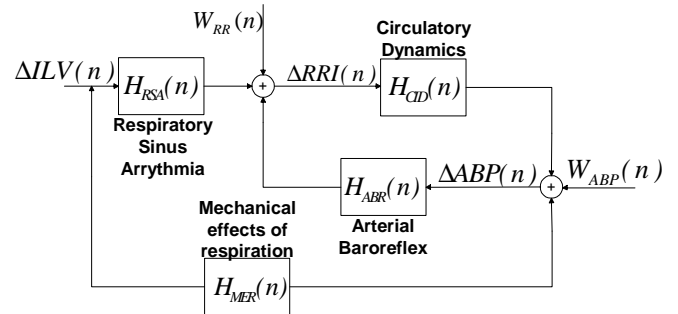 W_RR(n)
Circulatory
Dynamics
ΔILV(n)
H_RSA(n)
+
ΔRRI(n)
H_CID(n)
Respiratory
Sinus
Arrythmia
H_ABR(n)
ΔABP(n)
+
W_ABP(n)
Arterial
Baroreflex
Mechanical
effects of
respiration
H_MER(n)